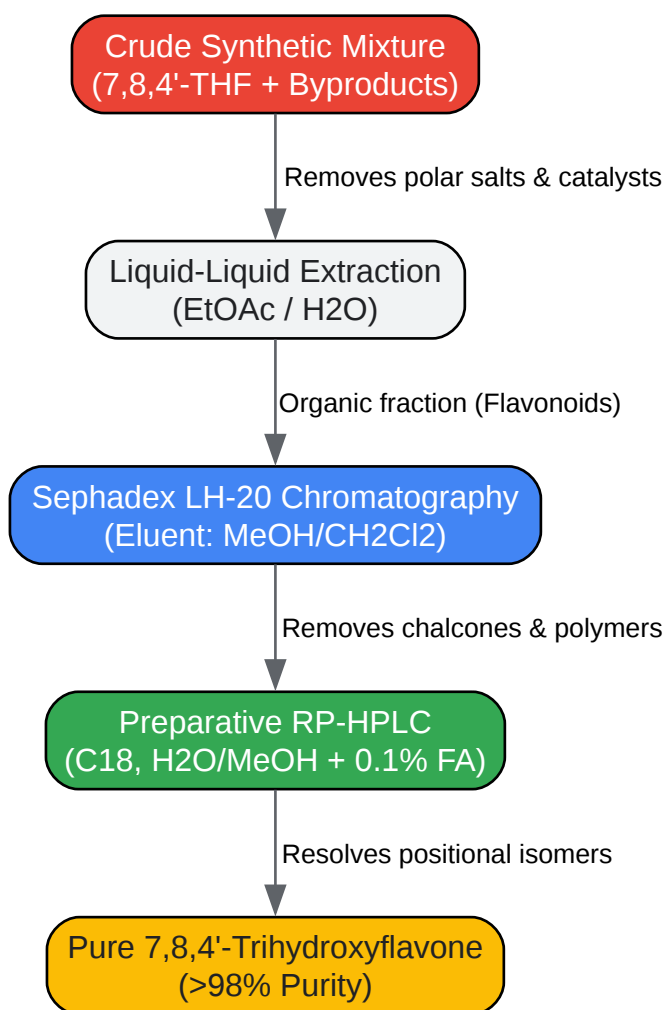 Crude Synthetic Mixture
(7,8,4'-THF + Byproducts)
Removes polar salts & catalysts
Liquid-Liquid Extraction
(EtOAc / H2O)
Organic fraction (Flavonoids)
Sephadex LH-20 Chromatography
(Eluent: MeOH/CH2Cl2)
Removes chalcones & polymers
Preparative RP-HPLC
(C18, H2O/MeOH + 0.1% FA)
Resolves positional isomers
Pure 7,8,4'-Trihydroxyflavone
(>98% Purity)